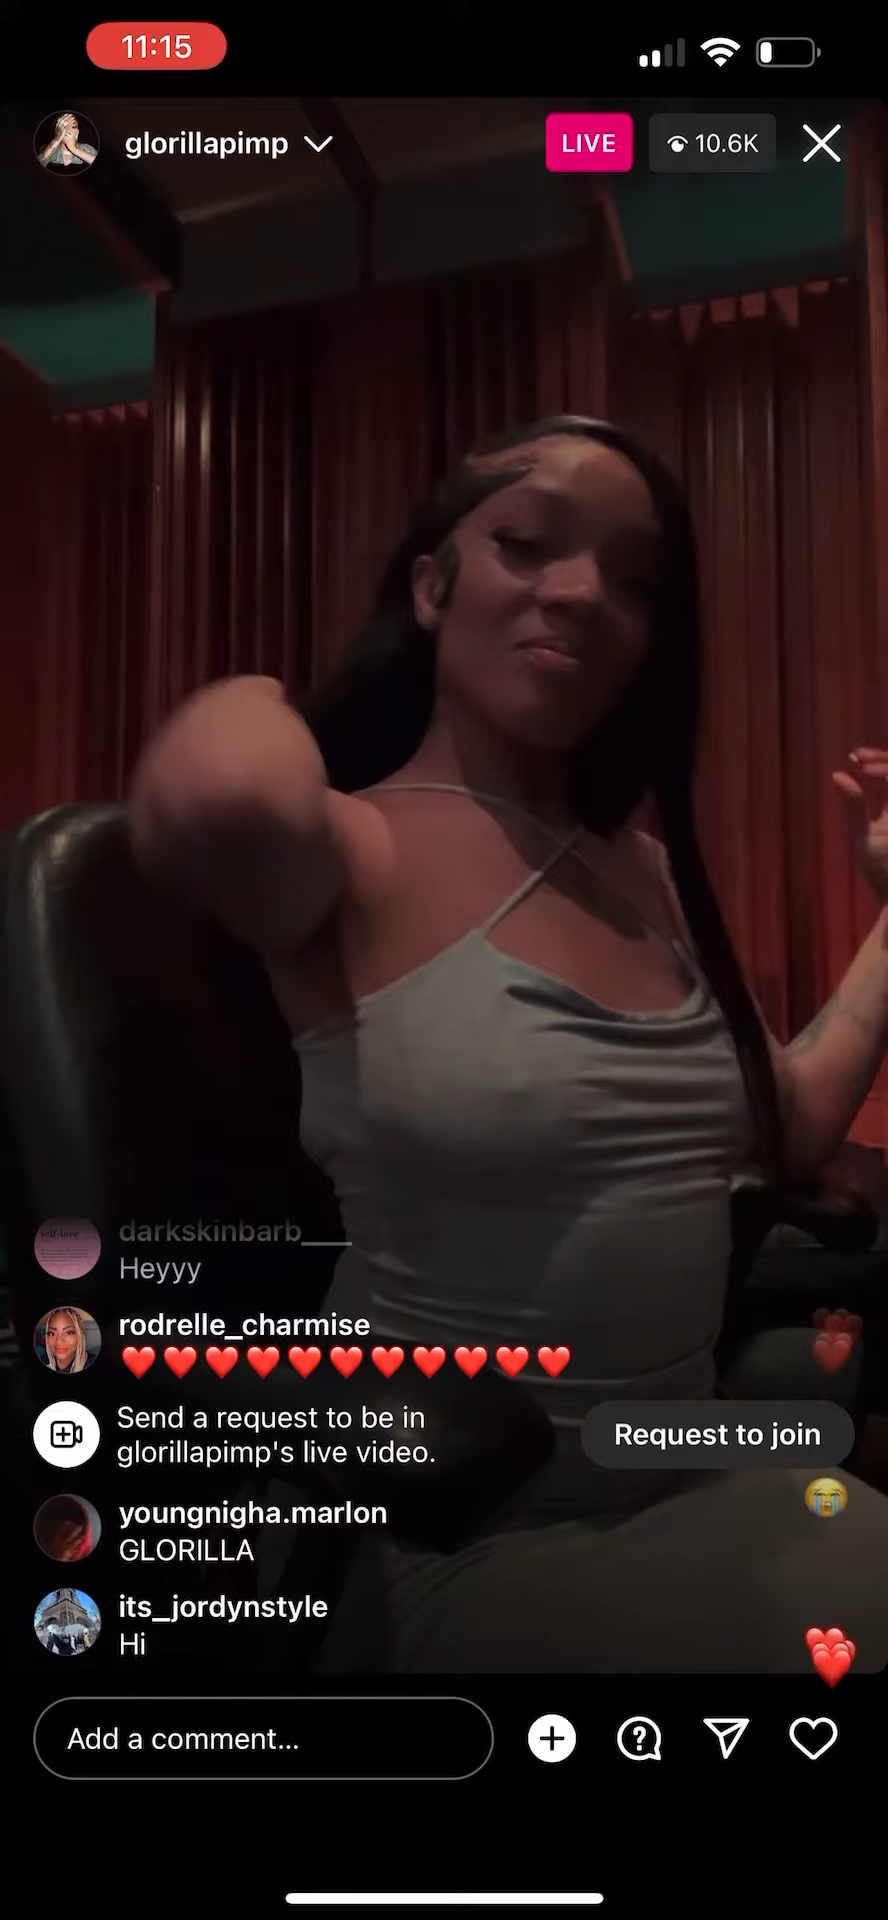 11:15
glorillapimp
LIVE
10.6K
darkskinbarb___
Heyyy
rodrelle_charmise
❤️❤️❤️❤️❤️❤️❤️❤️❤️❤️❤️
Send a request to be in
glorillapimp's live video.
Request to join
youngnigha.marlon
GLORILLA
its_jordynstyle
Hi
Add a comment...